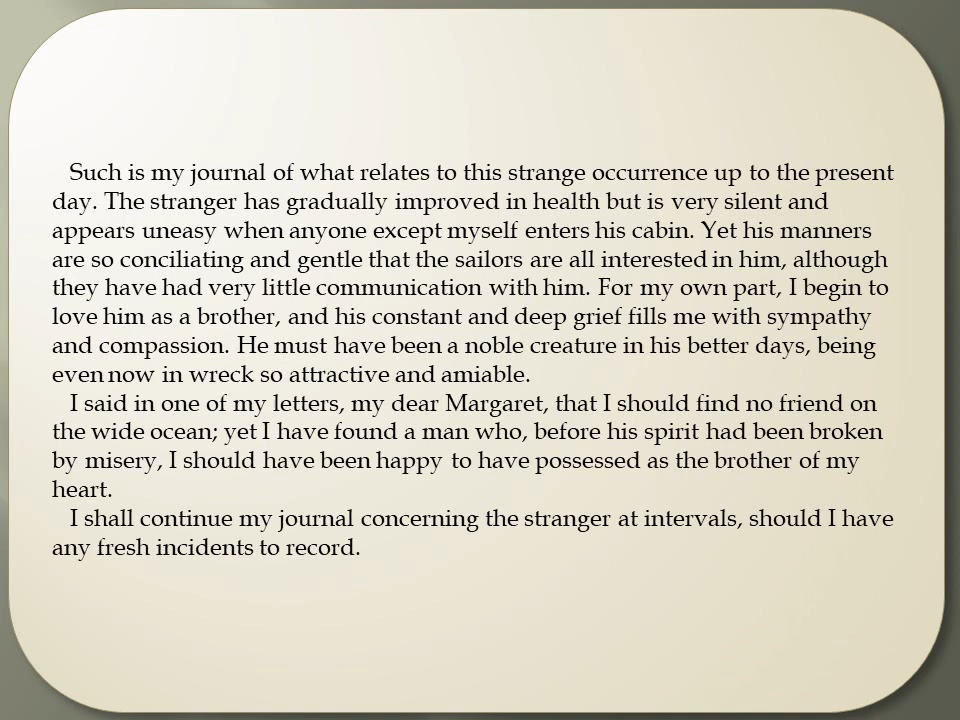 Such is my journal of what relates to this strange occurrence up to the present
day. The stranger has gradually improved in health but is very silent and
appears uneasy when anyone except myself enters his cabin. Yet his manners
are so conciliating and gentle that the sailors are all interested in him, although
they have had very little communication with him. For my own part, I begin to
love him as a brother, and his constant and deep grief fills me with sympathy
and compassion. He must have been a noble creature in his better days, being
even now in wreck so attractive and amiable.
I said in one of my letters, my dear Margaret, that I should find no friend on
the wide ocean; yet I have found a man who, before his spirit had been broken
by misery, I should have been happy to have possessed as the brother of my
heart.
I shall continue my journal concerning the stranger at intervals, should I have
any fresh incidents to record.